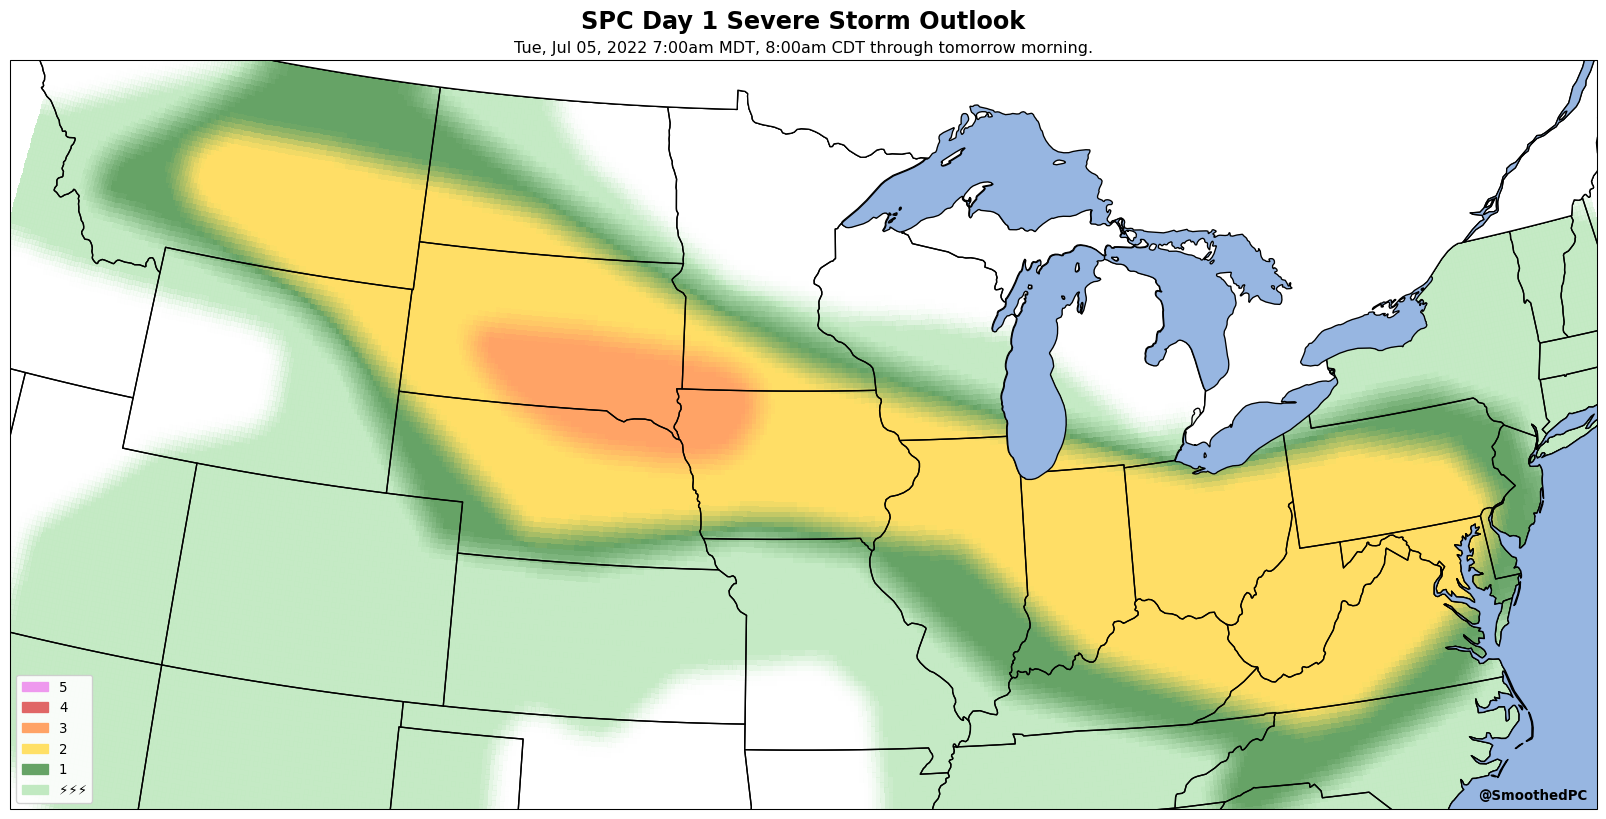 SPC Day 1 Severe Storm Outlook
Tue, Jul 05, 2022 7:00am MDT, 8:00am CDT through tomorrow morning.
5
4
3
2
1
⚡⚡⚡
@SmoothedPC